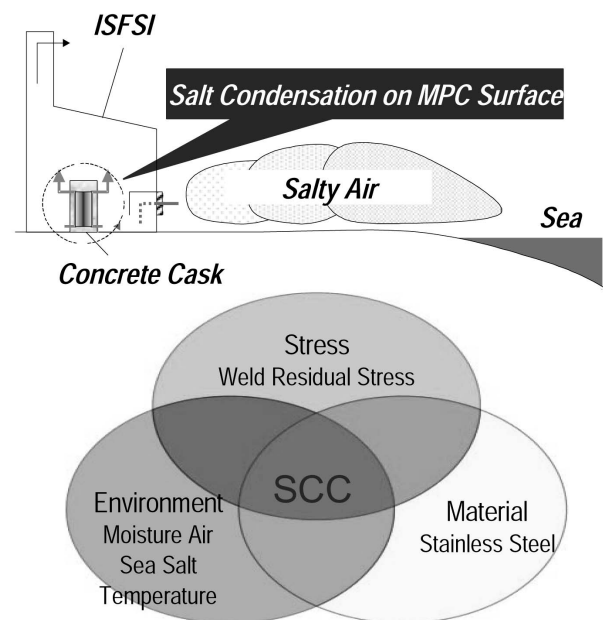 ISFSI
Salt Condensation on MPC Surface
Salty Air
Sea
Concrete Cask
Stress
Weld Residual Stress
SCC
Environment
Moisture Air
Sea Salt
Temperature
Material
Stainless Steel